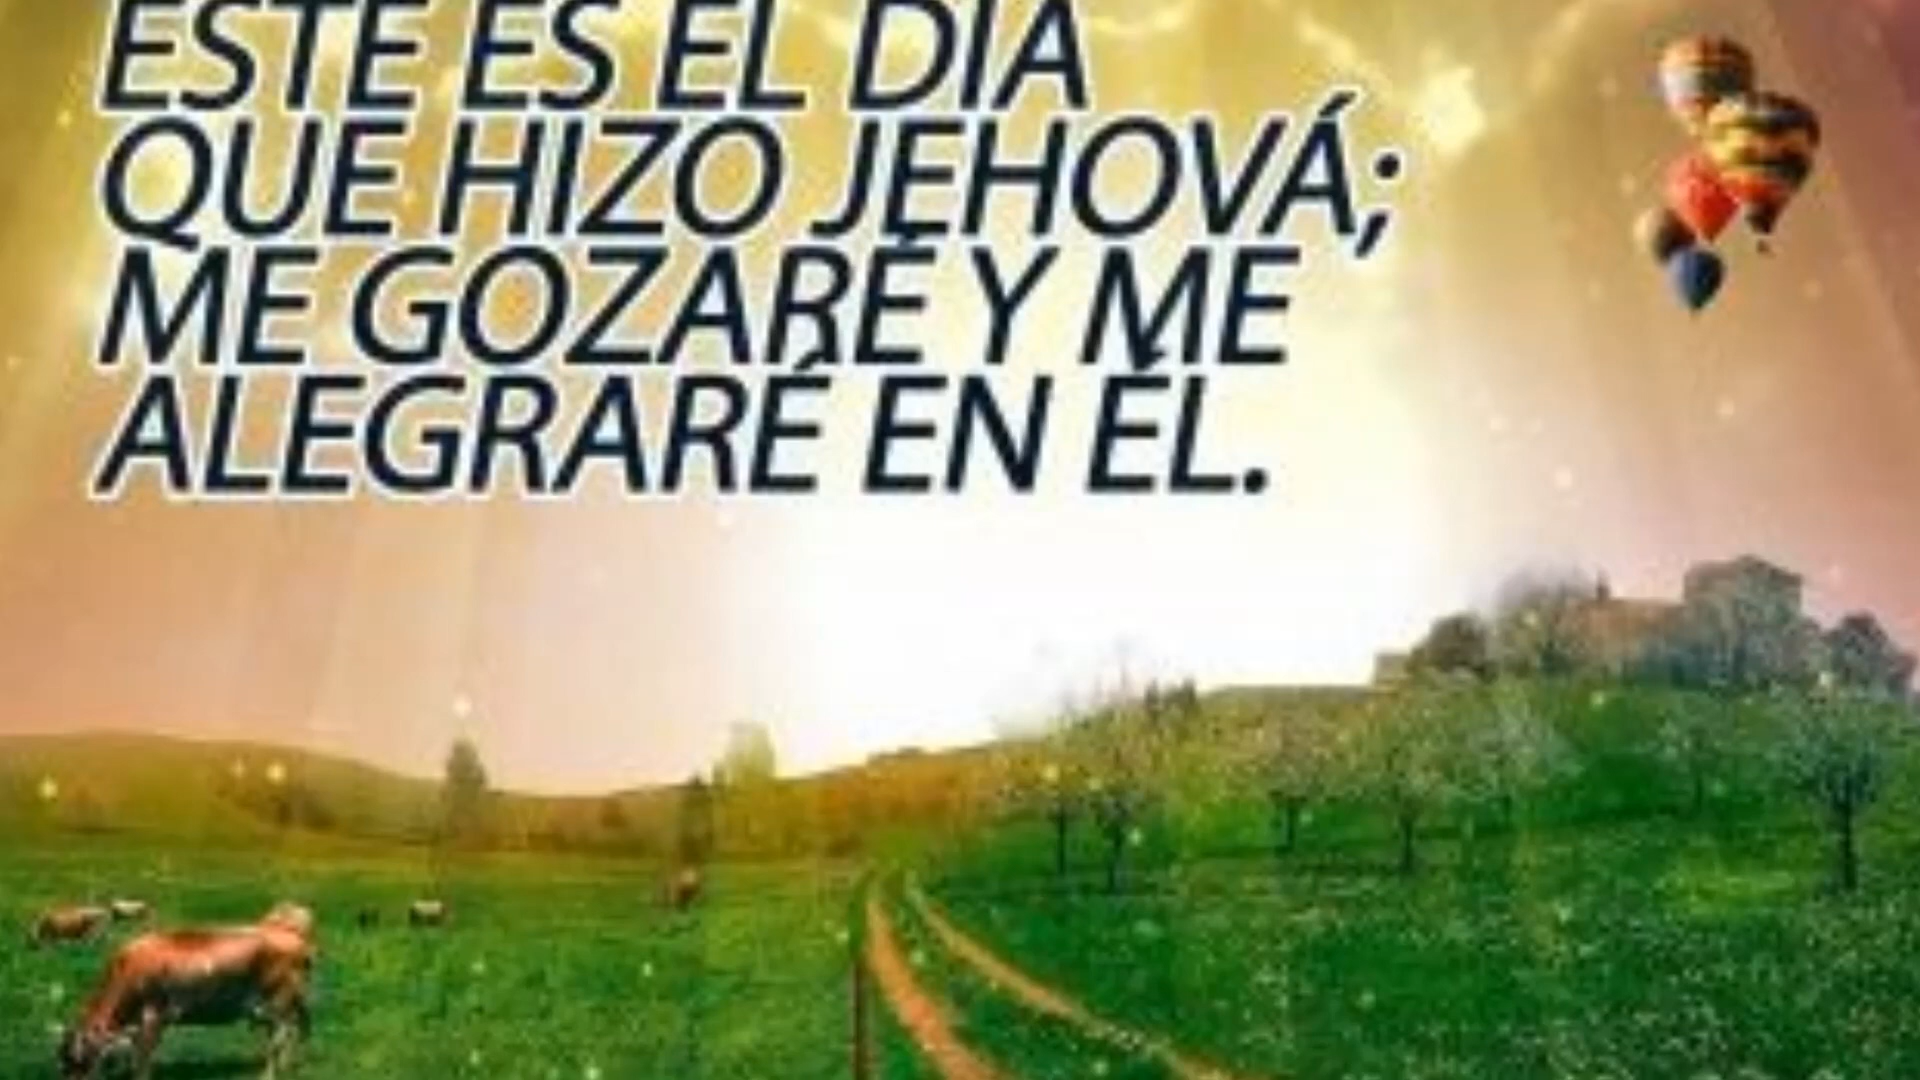 ESTE ES EL DÍA
QUE HIZO JEHOVÁ;
ME GOZARÉ Y ME
ALEGRARÉ EN ÉL.